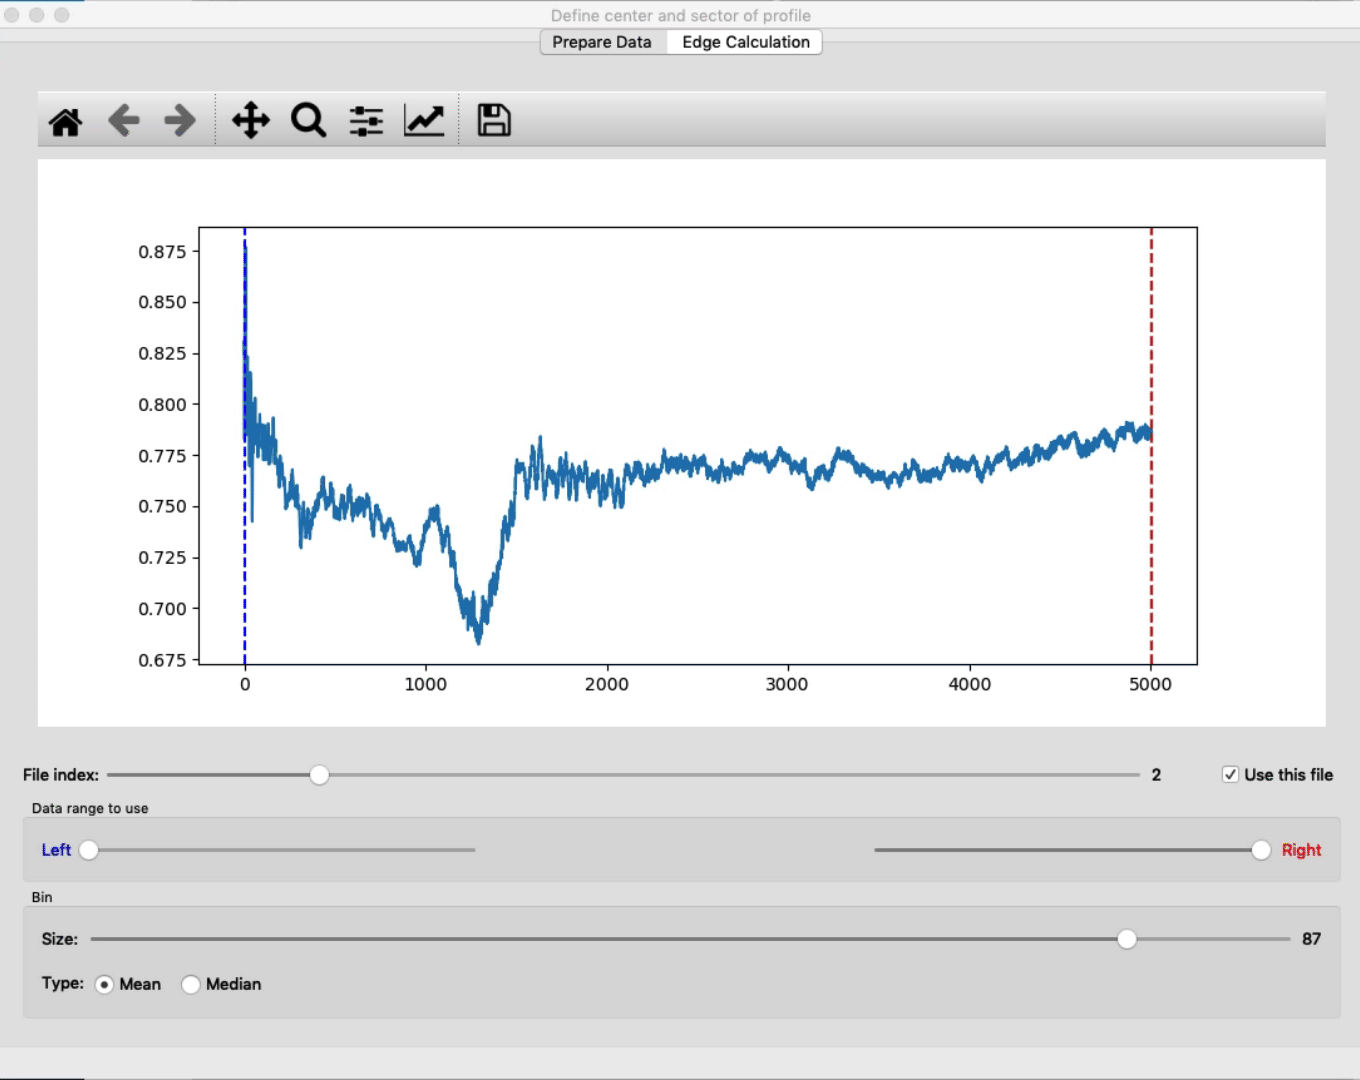 Define center and sector of profile
Prepare Data Edge Calculation
0.875
0.850
0.825
0.800
0.775
0.750
0.725
0.700
0.675
0 1000 2000 3000 4000 5000
File index: 2 Use this file
Data range to use
Left Right
Bin
Size: 87
Type: Mean Median